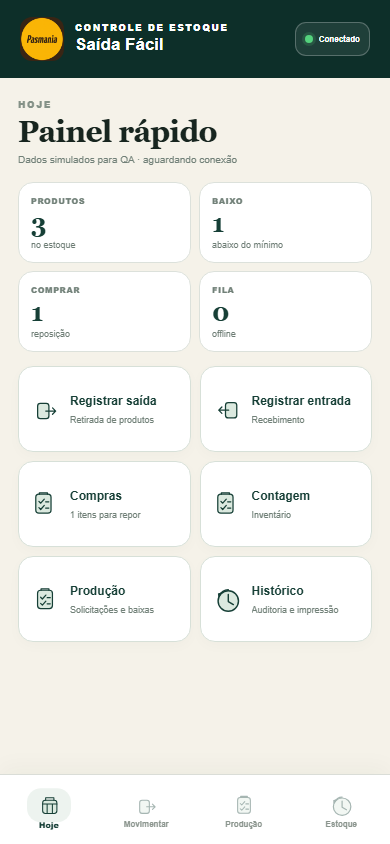 Pasmania
CONTROLE DE ESTOQUE
Saída Fácil
Conectado
HOJE
Painel rápido
Dados simulados para QA · aguardando conexão
PRODUTOS
3
no estoque
BAIXO
1
abaixo do mínimo
COMPRAR
1
reposição
FILA
0
offline
Registrar saída
Retirada de produtos
Registrar entrada
Recebimento
Compras
1 itens para repor
Contagem
Inventário
Produção
Solicitações e baixas
Histórico
Auditoria e impressão
Hoje
Movimentar
Produção
Estoque